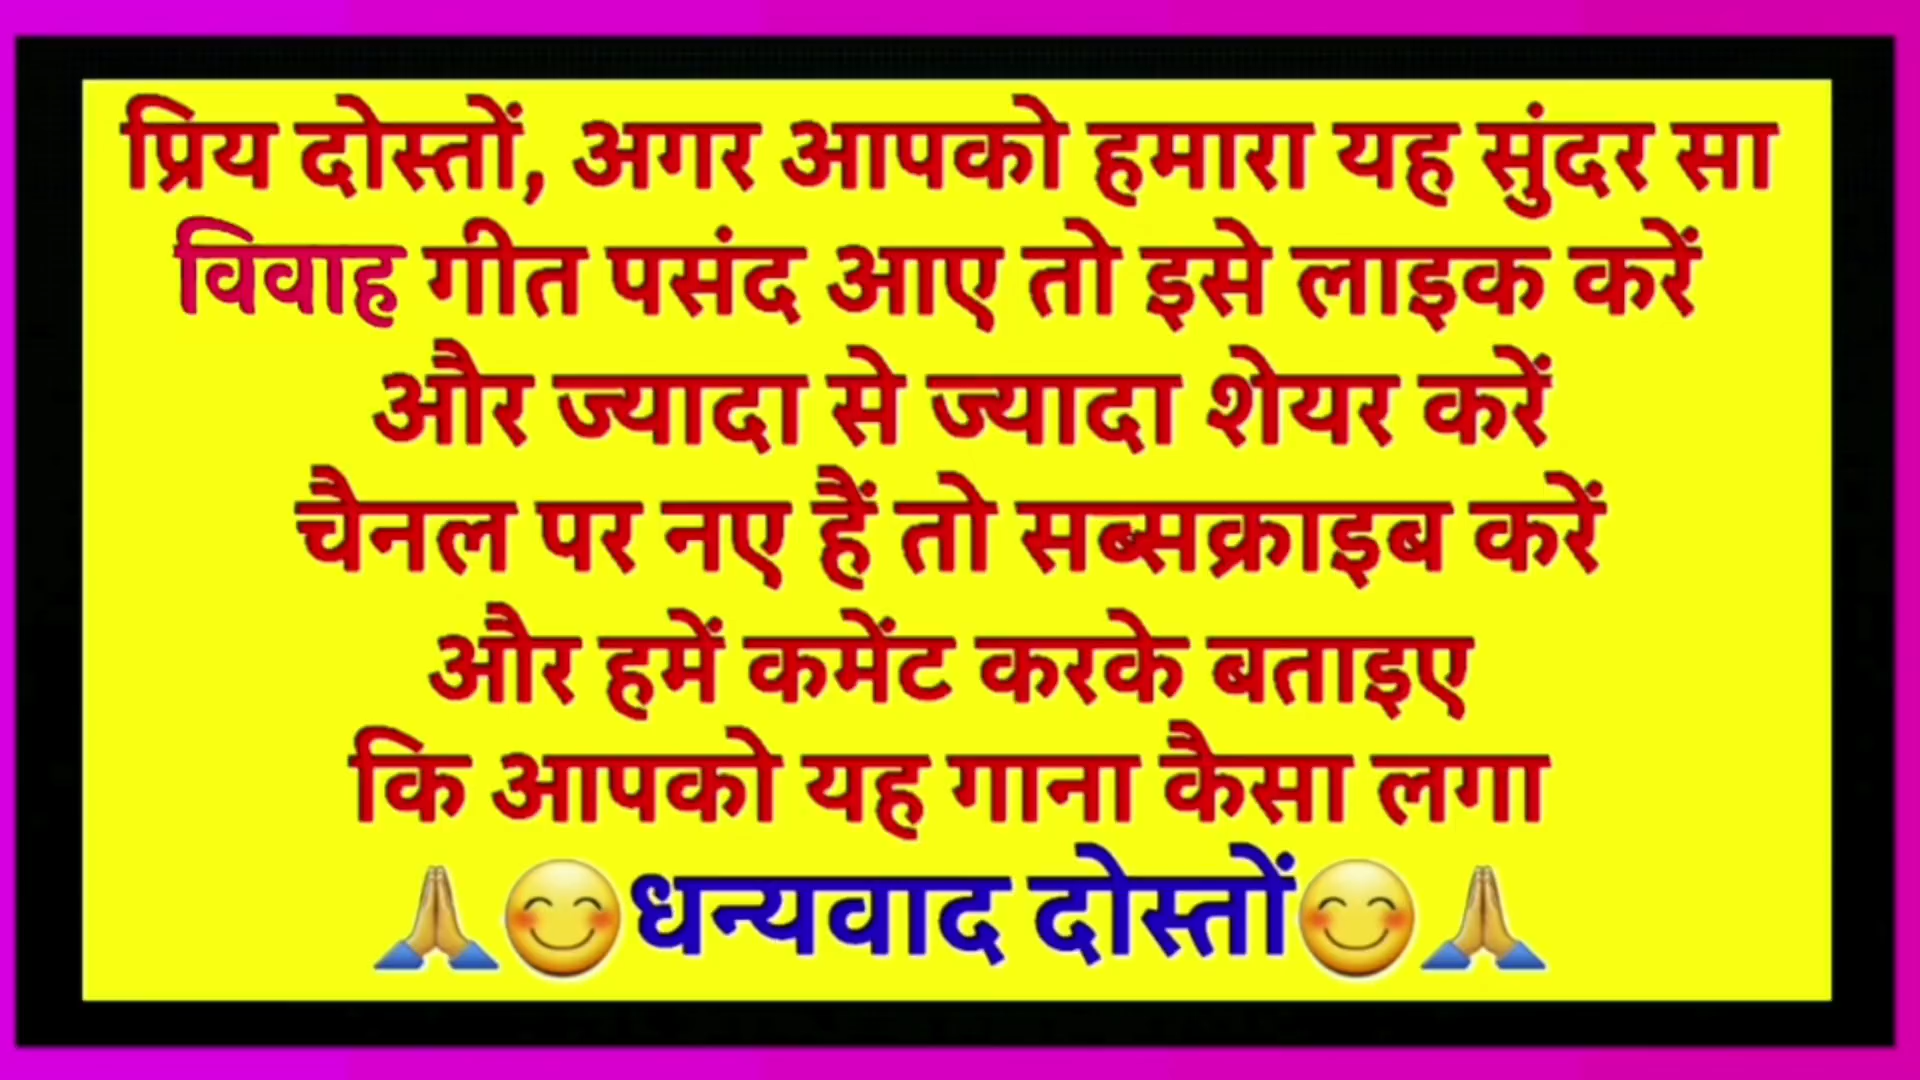 प्रिय दोस्तों, अगर आपको हमारा यह सुंदर सा
विवाह गीत पसंद आए तो इसे लाइक करें
और ज्यादा से ज्यादा शेयर करें
चैनल पर नए हैं तो सब्सक्राइब करें
और हमें कमेंट करके बताइए
कि आपको यह गाना कैसा लगा
🙏😊धन्यवाद दोस्तों😊🙏